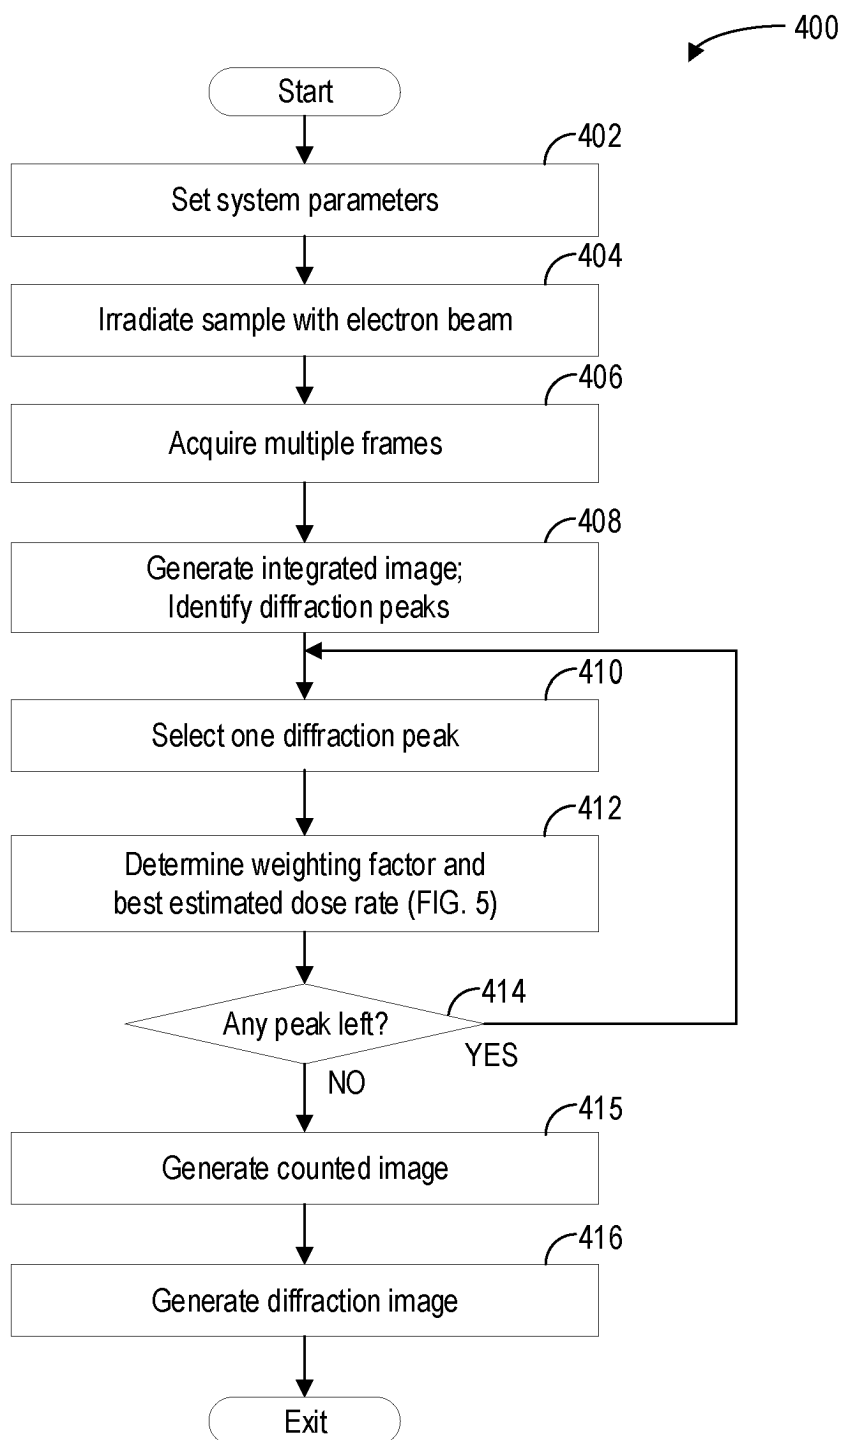 400
Start
402
Set system parameters
404
Irradiate sample with electron beam
406
Acquire multiple frames
408
Generate integrated image;
Identify diffraction peaks
410
Select one diffraction peak
412
Determine weighting factor and
best estimated dose rate (FIG. 5)
414
Any peak left?
YES
NO
415
Generate counted image
416
Generate diffraction image
Exit